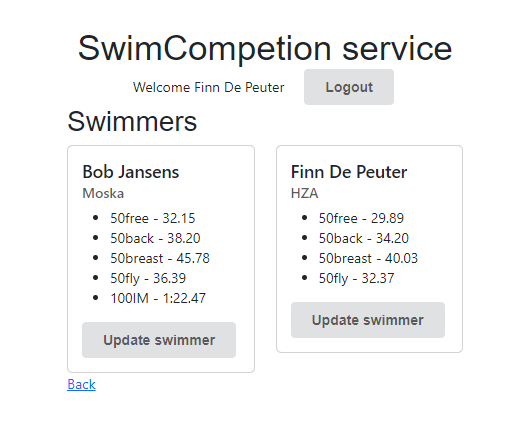 SwimCompetion service
Welcome Finn De Peuter Logout
Swimmers
Bob Jansens
Moska
50free - 32.15
50back - 38.20
50breast - 45.78
50fly - 36.39
100IM - 1:22.47
Update swimmer
Finn De Peuter
HZA
50free - 29.89
50back - 34.20
50breast - 40.03
50fly - 32.37
Update swimmer
Back